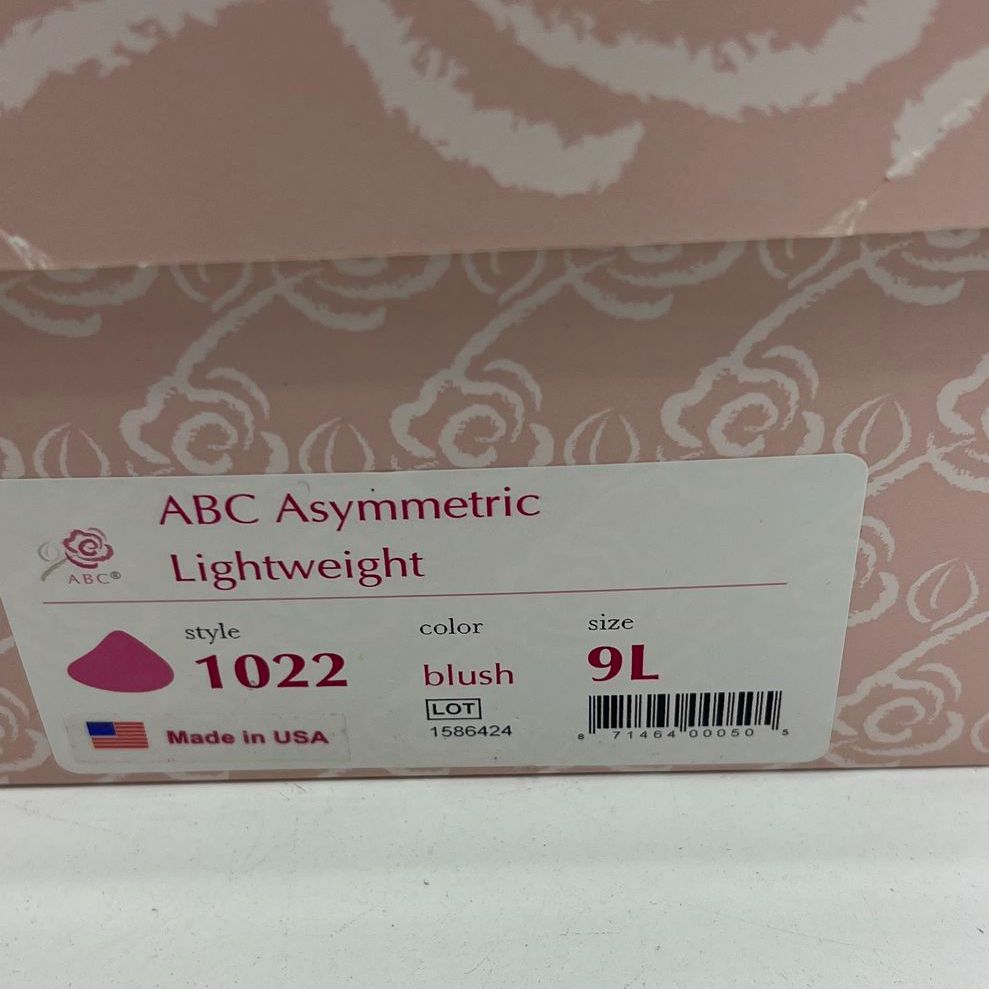 ABC Asymmetric
Lightweight
ABC®
style
color
size
1022
blush
9L
LOT
1586424
Made in USA
8 71464 00050 5